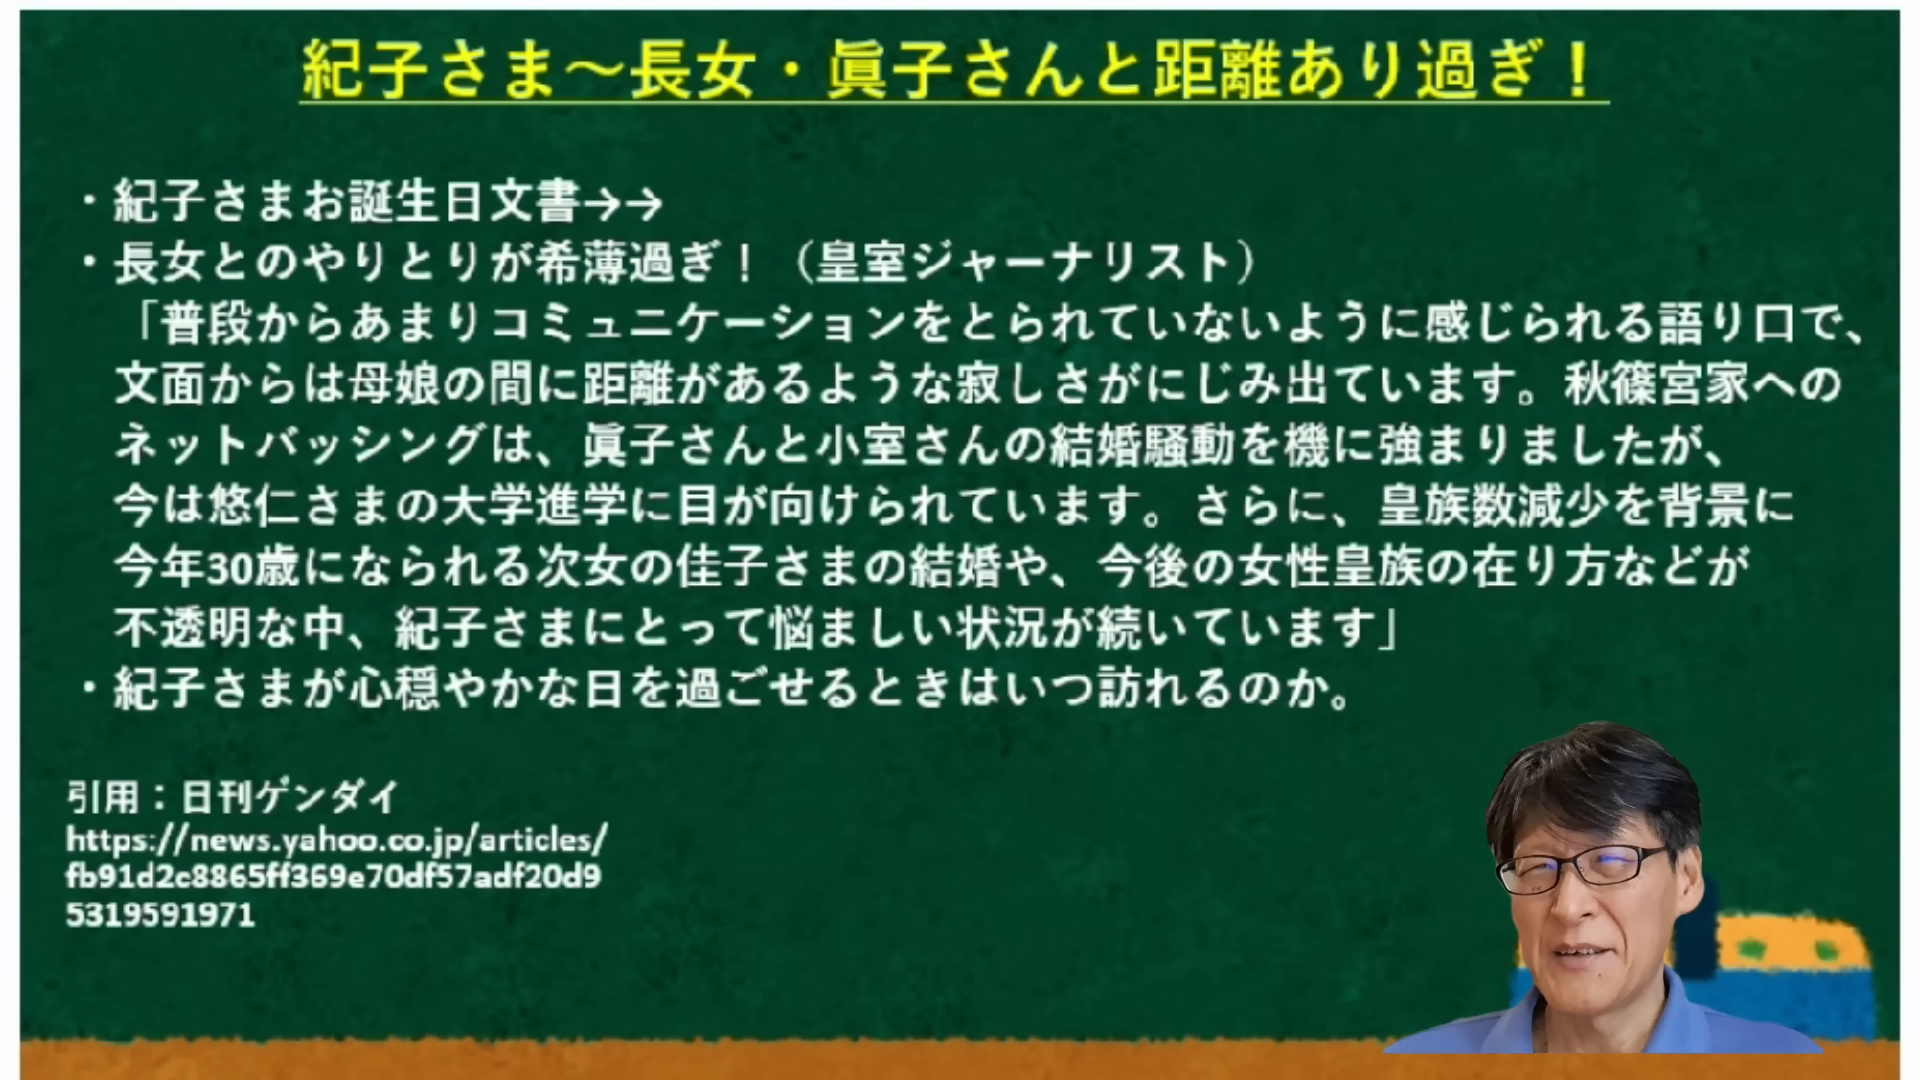 紀子さま～長女・眞子さんと距離あり過ぎ！
・紀子さまお誕生日文書→→
・長女とのやりとりが希薄過ぎ！（皇室ジャーナリスト）
「普段からあまりコミュニケーションをとられていないように感じられる語り口で、
文面からは母娘の間に距離があるような寂しさがにじみ出ています。秋篠宮家への
ネットバッシングは、眞子さんと小室さんの結婚騒動を機に強まりましたが、
今は悠仁さまの大学進学に目が向けられています。さらに、皇族数減少を背景に
今年30歳になられる次女の佳子さまの結婚や、今後の女性皇族の在り方などが
不透明な中、紀子さまにとって悩ましい状況が続いています」
・紀子さまが心穏やかな日を過ごせるときはいつ訪れるのか。
引用：日刊ゲンダイ
https://news.yahoo.co.jp/articles/
fb91d2c8865ff369e70df57adf20d9
5319591971